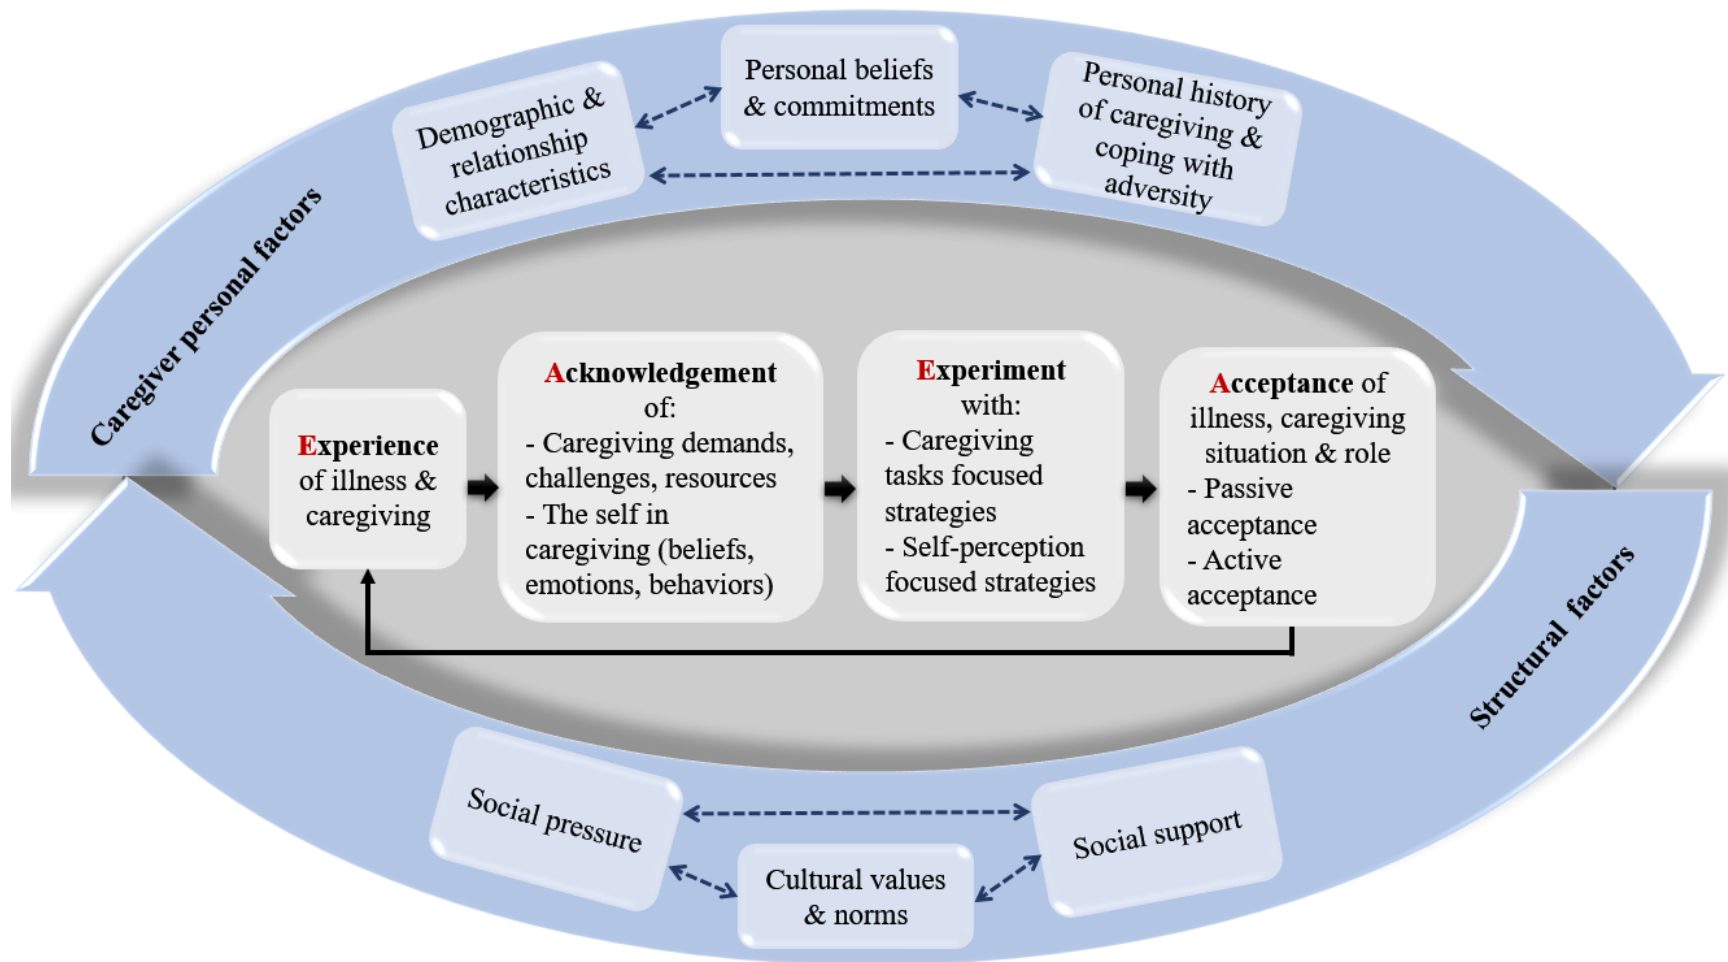 Personal beliefs
& commitments
Demographic &
relationship
characteristics
Personal history
of caregiving &
coping with
adversity
Caregiver personal factors
Experience
of illness &
caregiving
Acknowledgement
of:
- Caregiving demands,
challenges, resources
- The self in
caregiving (beliefs,
emotions, behaviors)
Experiment
with:
- Caregiving
tasks focused
strategies
- Self-perception
focused strategies
Acceptance of
illness, caregiving
situation & role
- Passive
acceptance
- Active
acceptance
Structural factors
Social pressure
Cultural values
& norms
Social support